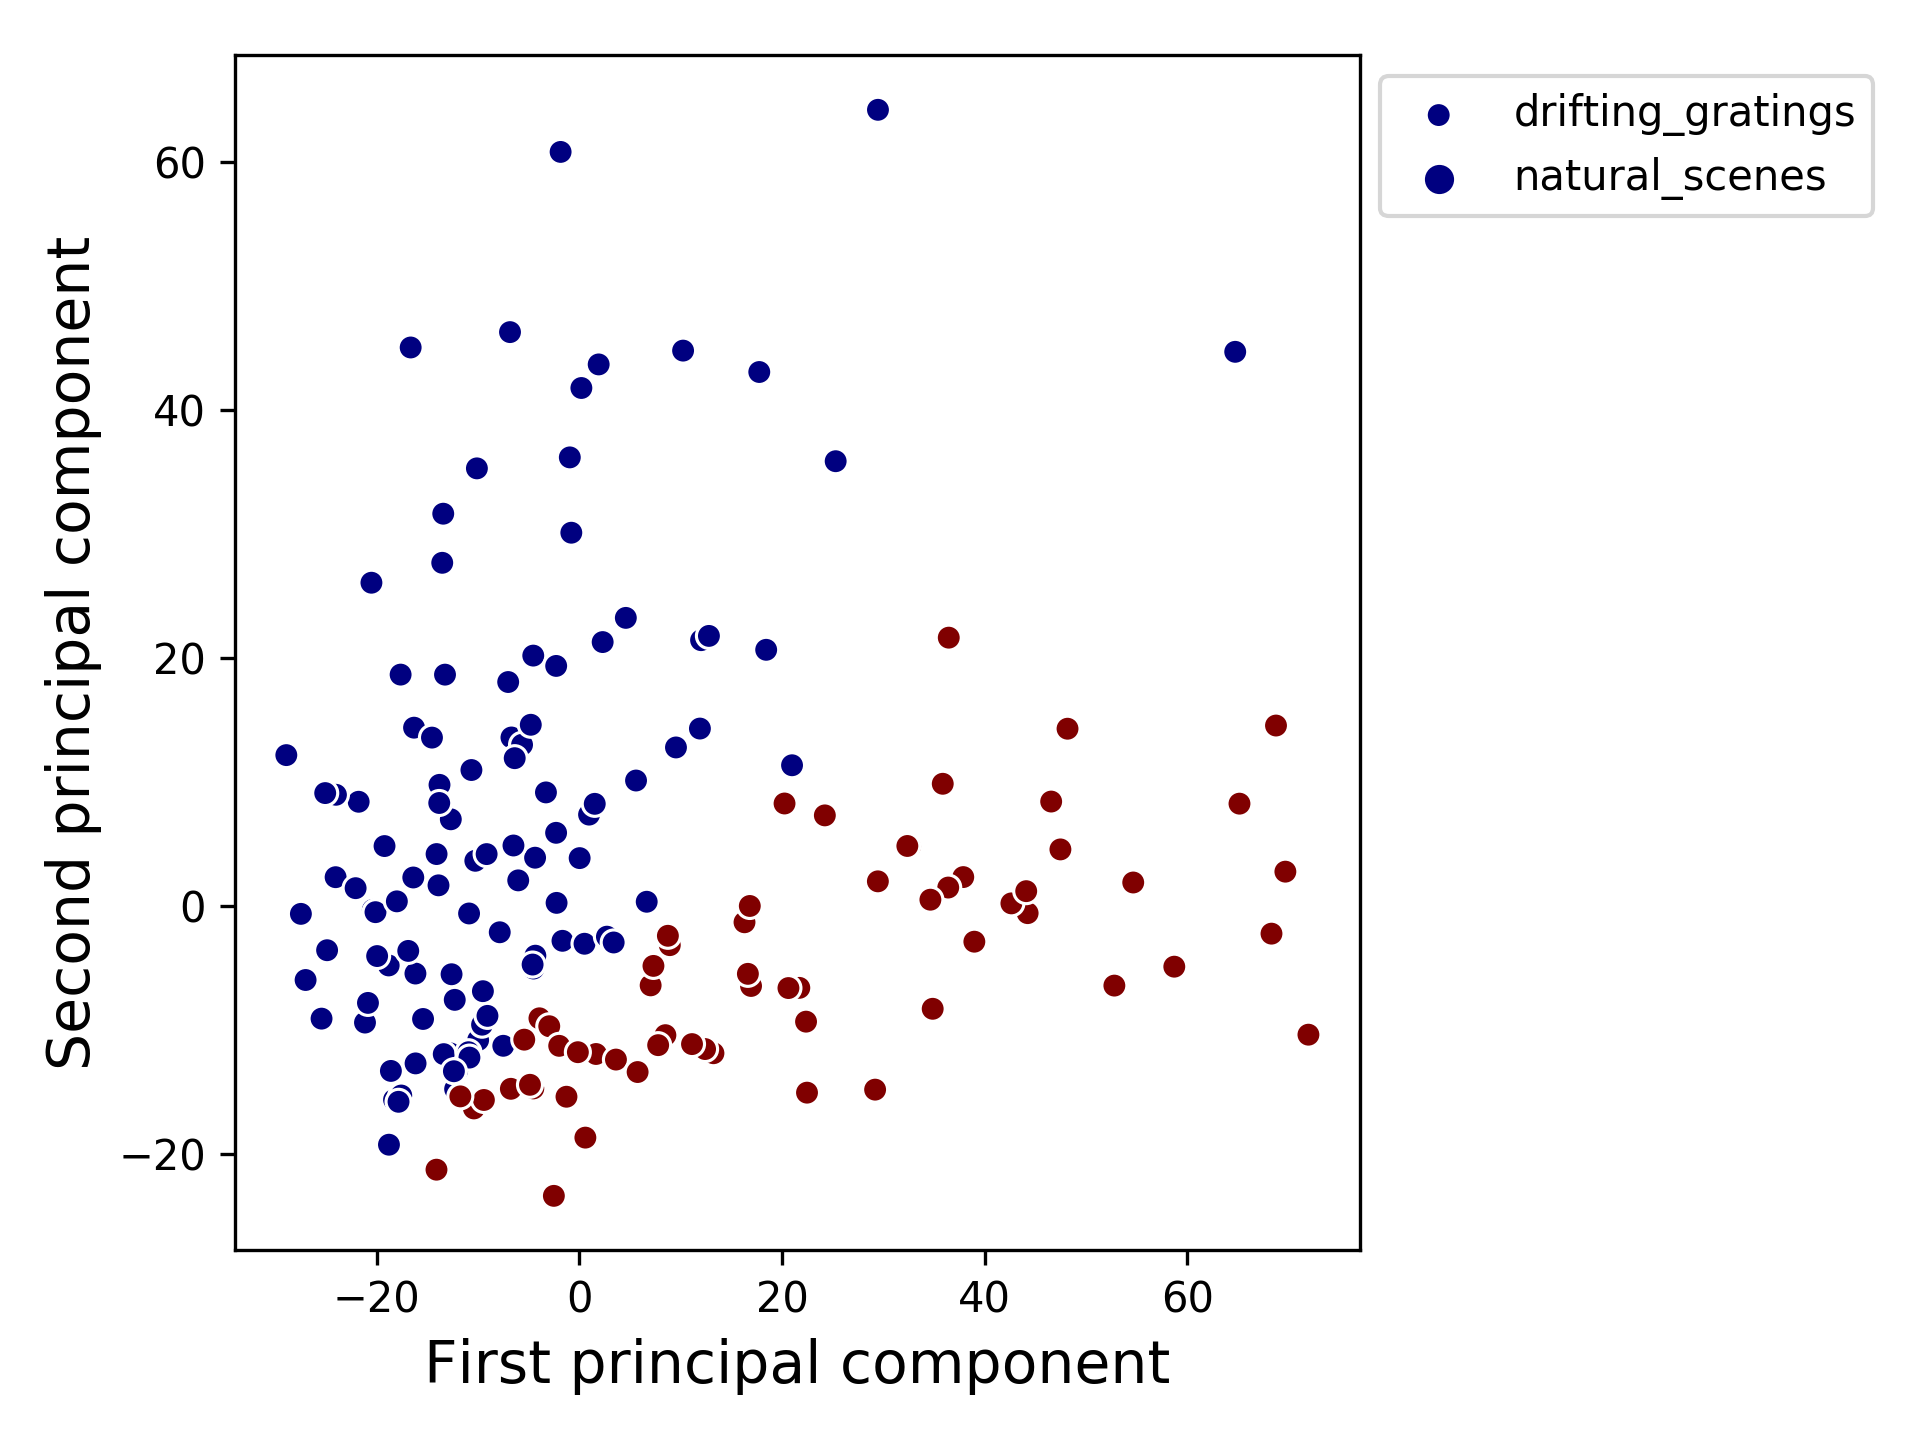 drifting_gratings
natural_scenes
Second principal component
60
40
20
0
−20
−20
0
20
40
60
First principal component